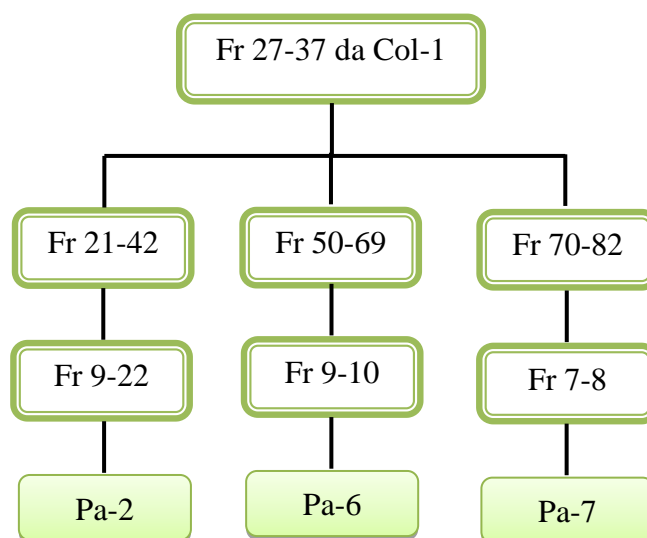 Fr 27-37 da Col-1
Fr 21-42
Fr 50-69
Fr 70-82
Fr 9-22
Fr 9-10
Fr 7-8
Pa-2
Pa-6
Pa-7